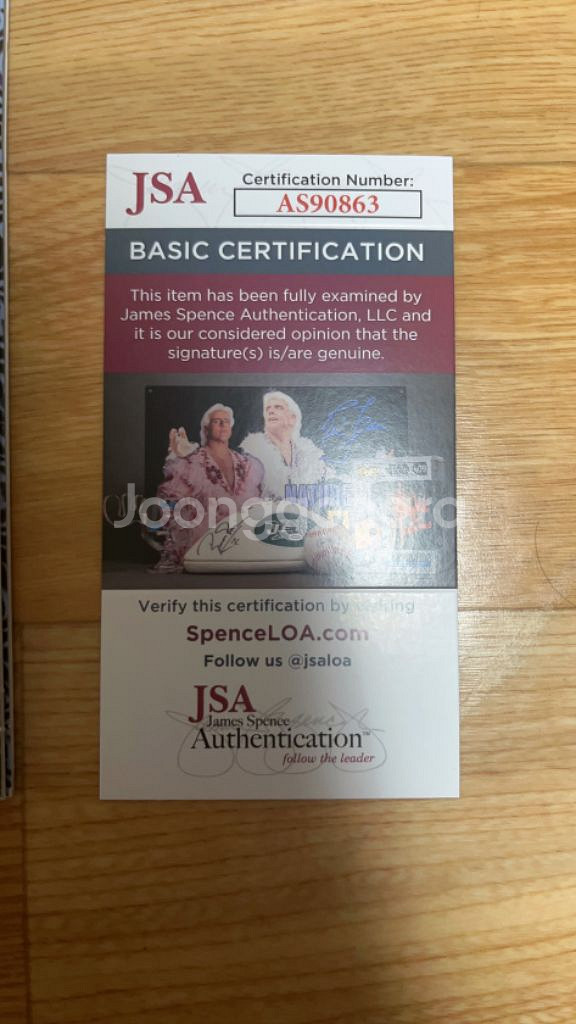 JSA
Certification Number:
AS90863
BASIC CERTIFICATION
This item has been fully examined by
James Spence Authentication, LLC and
it is our considered opinion that the
signature(s) is/are genuine.
Verify this certification by
SpenceLOA.com
Follow us @jsaloa
JSA
James Spence
Authentication™
follow the leader